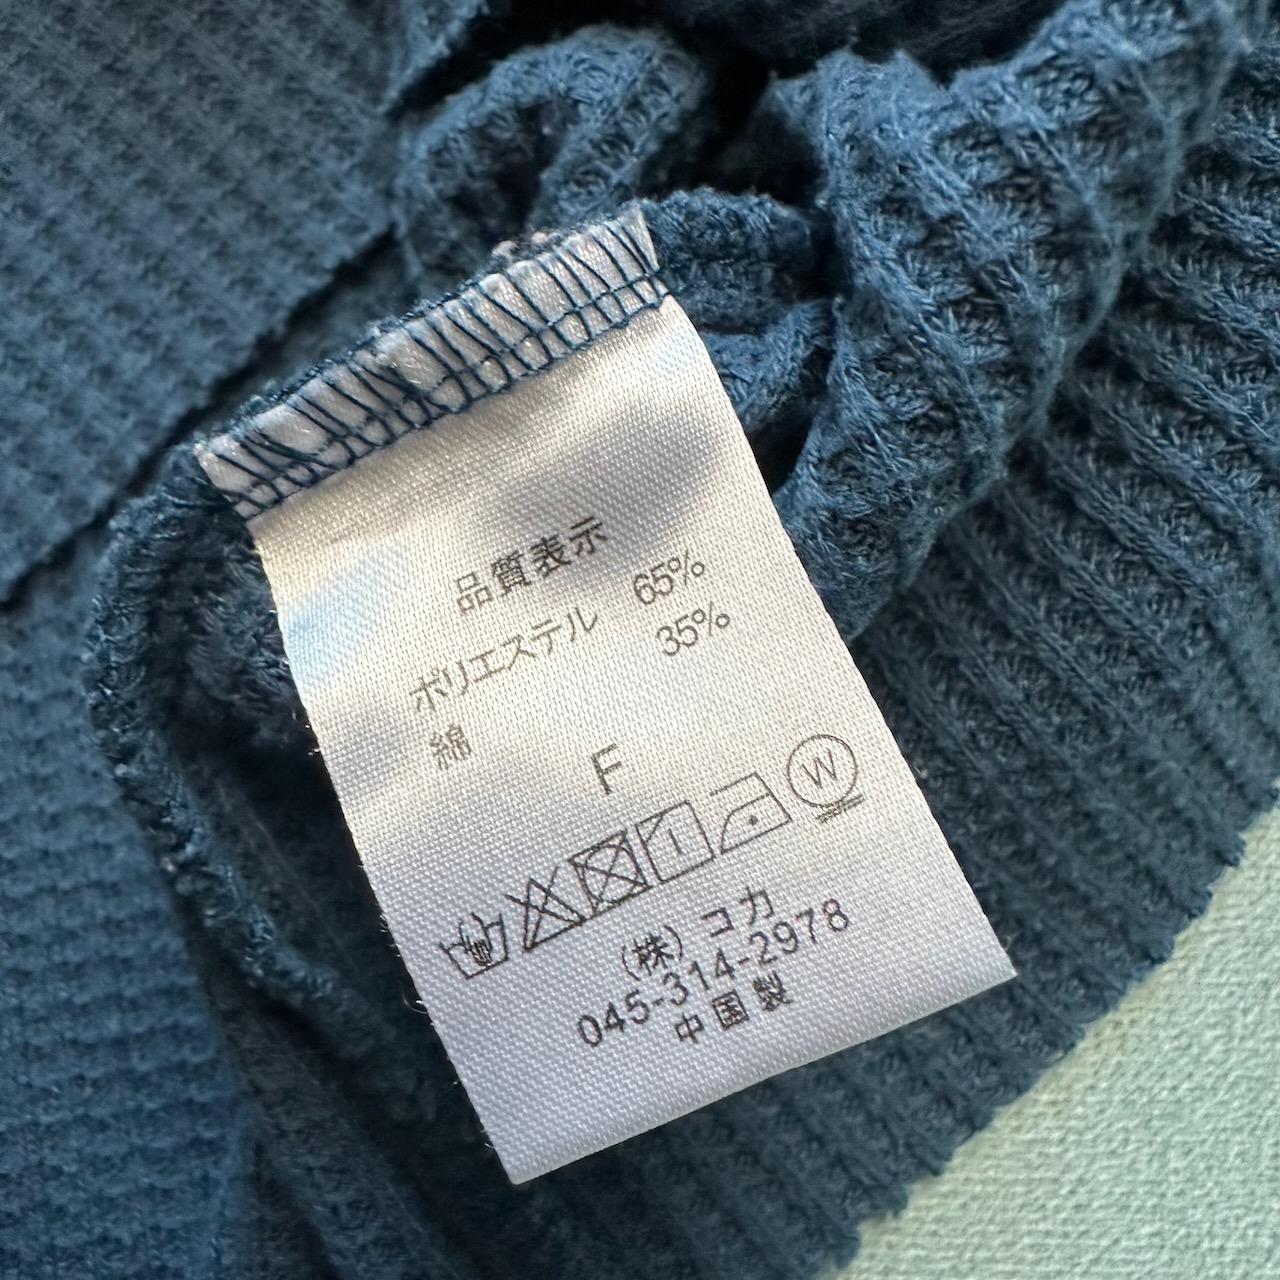 品質表示
ポリエステル 65%
綿 35%
F
W
(株) コカ
045-314-2978
中国製